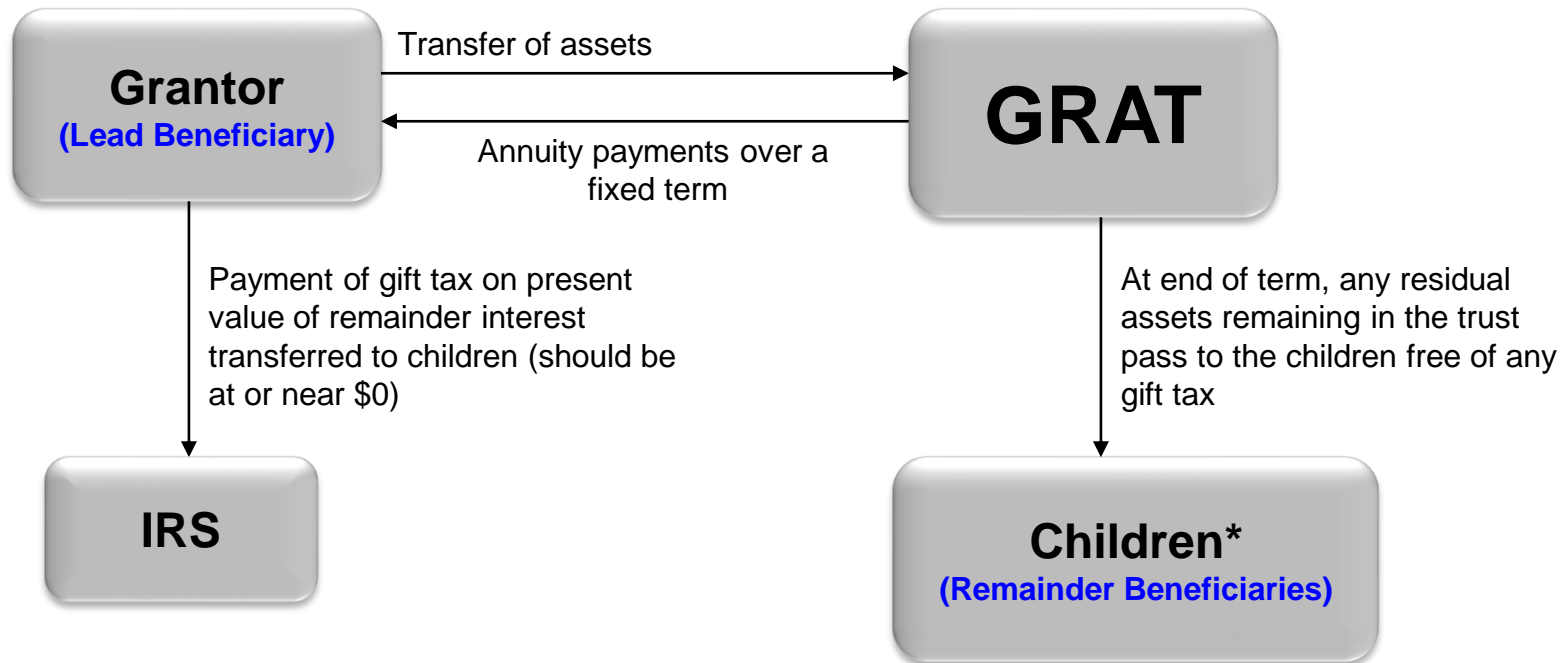 Grantor
(Lead Beneficiary)
Transfer of assets
GRAT
Annuity payments over a
fixed term
Payment of gift tax on present
value of remainder interest
transferred to children (should be
at or near $0)
At end of term, any residual
assets remaining in the trust
pass to the children free of any
gift tax
IRS
Children*
(Remainder Beneficiaries)